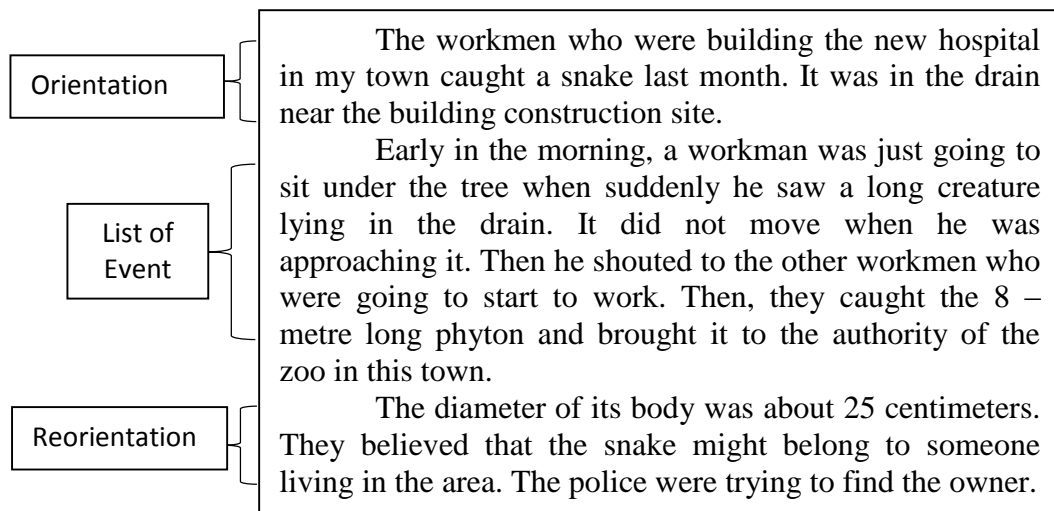 Orientation
The workmen who were building the new hospital
in my town caught a snake last month. It was in the drain
near the building construction site.
List of
Event
Early in the morning, a workman was just going to
sit under the tree when suddenly he saw a long creature
lying in the drain. It did not move when he was
approaching it. Then he shouted to the other workmen who
were going to start to work. Then, they caught the 8 –
metre long phyton and brought it to the authority of the
zoo in this town.
Reorientation
The diameter of its body was about 25 centimeters.
They believed that the snake might belong to someone
living in the area. The police were trying to find the owner.